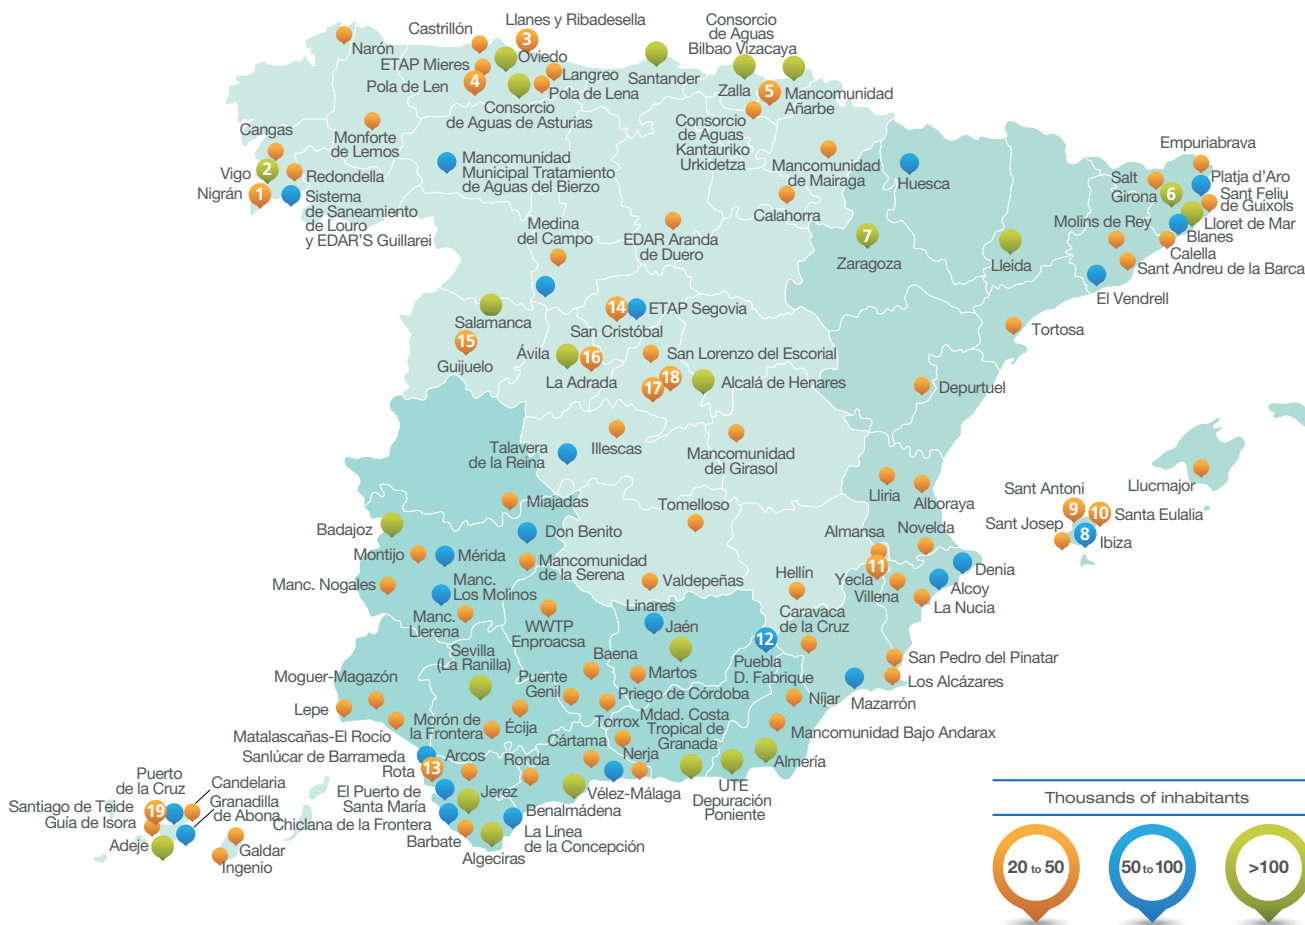 Llanes y Ribadesella
3
Castrillón
Narón
Oviedo
ETAP Mieres
4
Pola de Len
Langreo
Pola de Lena
Consorcio
de Aguas de Asturias
Santander
Consorcio
de Aguas
Bilbao Vizacaya
Zalla
5
Mancomunidad
Añarbe
Consorcio
de Aguas
Kantauriko
Urkidetza
Mancomunidad
de Mairaga
Calahorra
Huesca
Cangas
Monforte
de Lemos
Vigo
2
Redondella
Nigrán
1
Sistema
de Saneamiento
de Louro
y EDAR'S Guillarei
Mancomunidad
Municipal Tratamiento
de Aguas del Bierzo
Medina
del Campo
EDAR Aranda
de Duero
7
Zaragoza
Lleida
Empuriabrava
Salt
Platja d'Aro
Girona
6
Sant Feliu
de Guíxols
Lloret de Mar
Molins de Rey
Blanes
Calella
Sant Andreu de la Barca
El Vendrell
Tortosa
Salamanca
14
ETAP Segovia
San Cristóbal
15
Guijuelo
Ávila
16
La Adrada
San Lorenzo del Escorial
17
18
Alcalá de Henares
Depurtuel
Illescas
Talavera
de la Reina
Mancomunidad
del Girasol
Miajadas
Tomelloso
Lliria
Alboraya
Llucmajor
Sant Antoni
9
10
Santa Eulalia
Sant Josep
8
Ibiza
Badajoz
Don Benito
Montijo
Mérida
Mancomunidad
de la Serena
Manc. Nogales
Manc.
Los Molinos
Manc.
Llerena
WWTP
Enproacsa
Valdepeñas
Almansa
Novelda
11
Yecla
Villena
Denia
Alcoy
La Nucia
Hellín
Caravaca
de la Cruz
Linares
Jaén
12
Puebla
D. Fabrique
San Pedro del Pinatar
Los Alcázares
Mazarrón
Sevilla
(La Ranilla)
Baena
Martos
Puente
Genil
Priego de Córdoba
Moguer-Magazón
Lepe
Matalascañas-El Rocío
Morón de
la Frontera
Écija
Torrox
Mdad. Costa
Tropical de
Granada
Níjar
Mancomunidad Bajo Andarax
Almería
Sanlúcar de Barrameda
Arcos
Rota
13
Ronda
Cártama
Nerja
El Puerto de
Santa María
Jerez
Benalmádena
Vélez-Málaga
UTE
Depuración
Poniente
Chiclana de la Frontera
Barbate
Algeciras
La Línea
de la Concepción
Puerto
de la Cruz
Candelaria
Granadilla
de Abona
Santiago de Teide
19
Guía de Isora
Adeje
Galdar
Ingenio
Thousands of inhabitants
20 to 50
50 to 100
>100